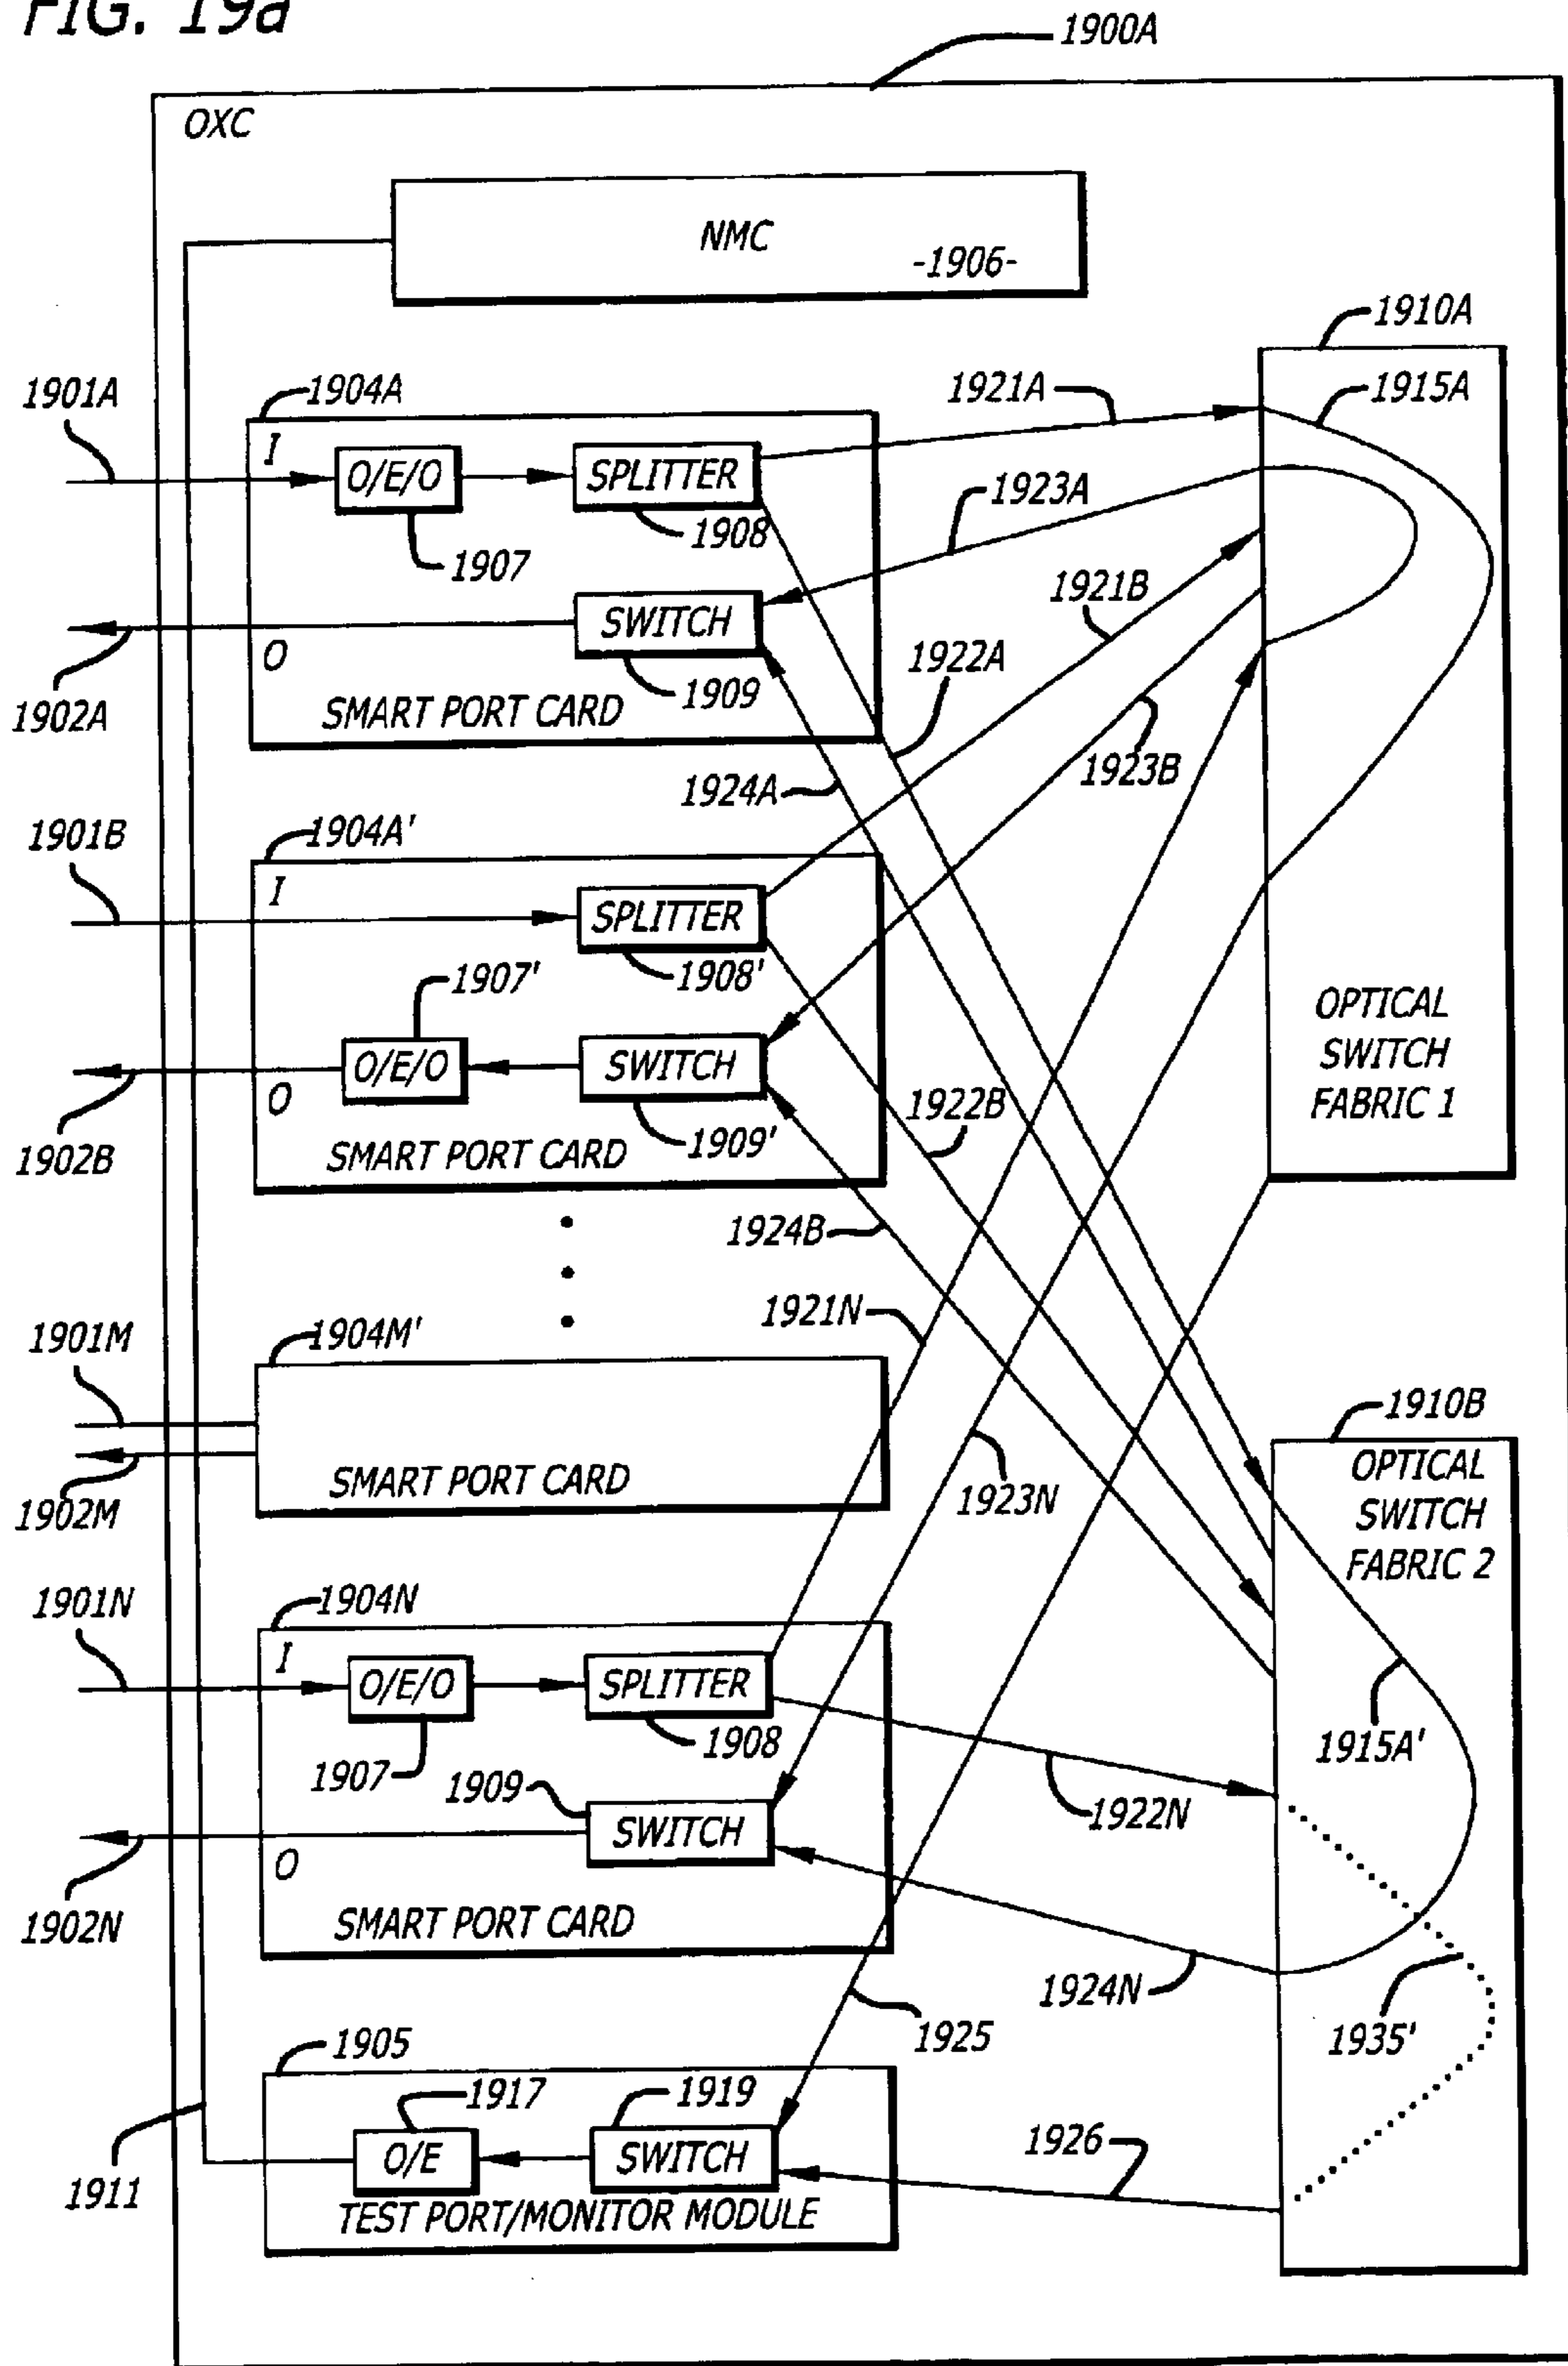 FIG. 19a
1900A
OXC
NMC
-1906-
1910A
1901A
1904A
1921A
1915A
I
O/E/O
SPLITTER
1923A
1907
1908
1921B
SWITCH
O
1922A
1909
1902A
SMART PORT CARD
1923B
1924A
1901B
1904A'
I
SPLITTER
1907'
1908'
OPTICAL
SWITCH
FABRIC 1
O/E/O
SWITCH
O
1922B
1902B
1909'
SMART PORT CARD
1924B
1921N
1901M
1904M'
1910B
OPTICAL
SWITCH
FABRIC 2
SMART PORT CARD
1902M
1923N
1901N
1904N
I
O/E/O
SPLITTER
1908
1915A'
1907
1909
1922N
SWITCH
O
1902N
SMART PORT CARD
1924N
1925
1935'
1905
1917
1919
1926
O/E
SWITCH
1911
TEST PORT/MONITOR MODULE